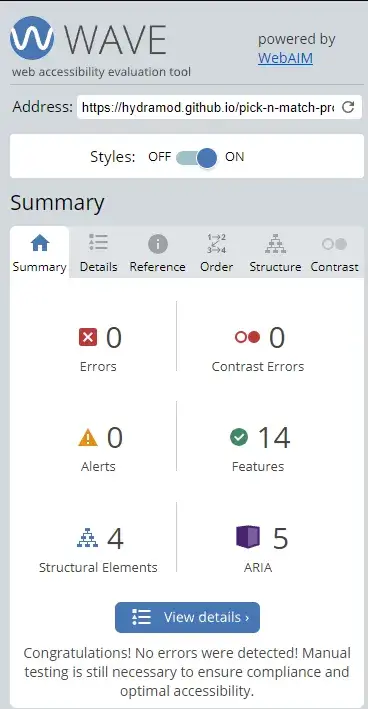 WAVE
web accessibility evaluation tool
powered by
WebAIM
Address: https://hydramod.github.io/pick-n-match-pr
Styles: OFF ON
Summary
Summary Details Reference Order Structure Contrast
0
Errors
0
Contrast Errors
0
Alerts
14
Features
4
Structural Elements
5
ARIA
View details ›
Congratulations! No errors were detected! Manual
testing is still necessary to ensure compliance and
optimal accessibility.